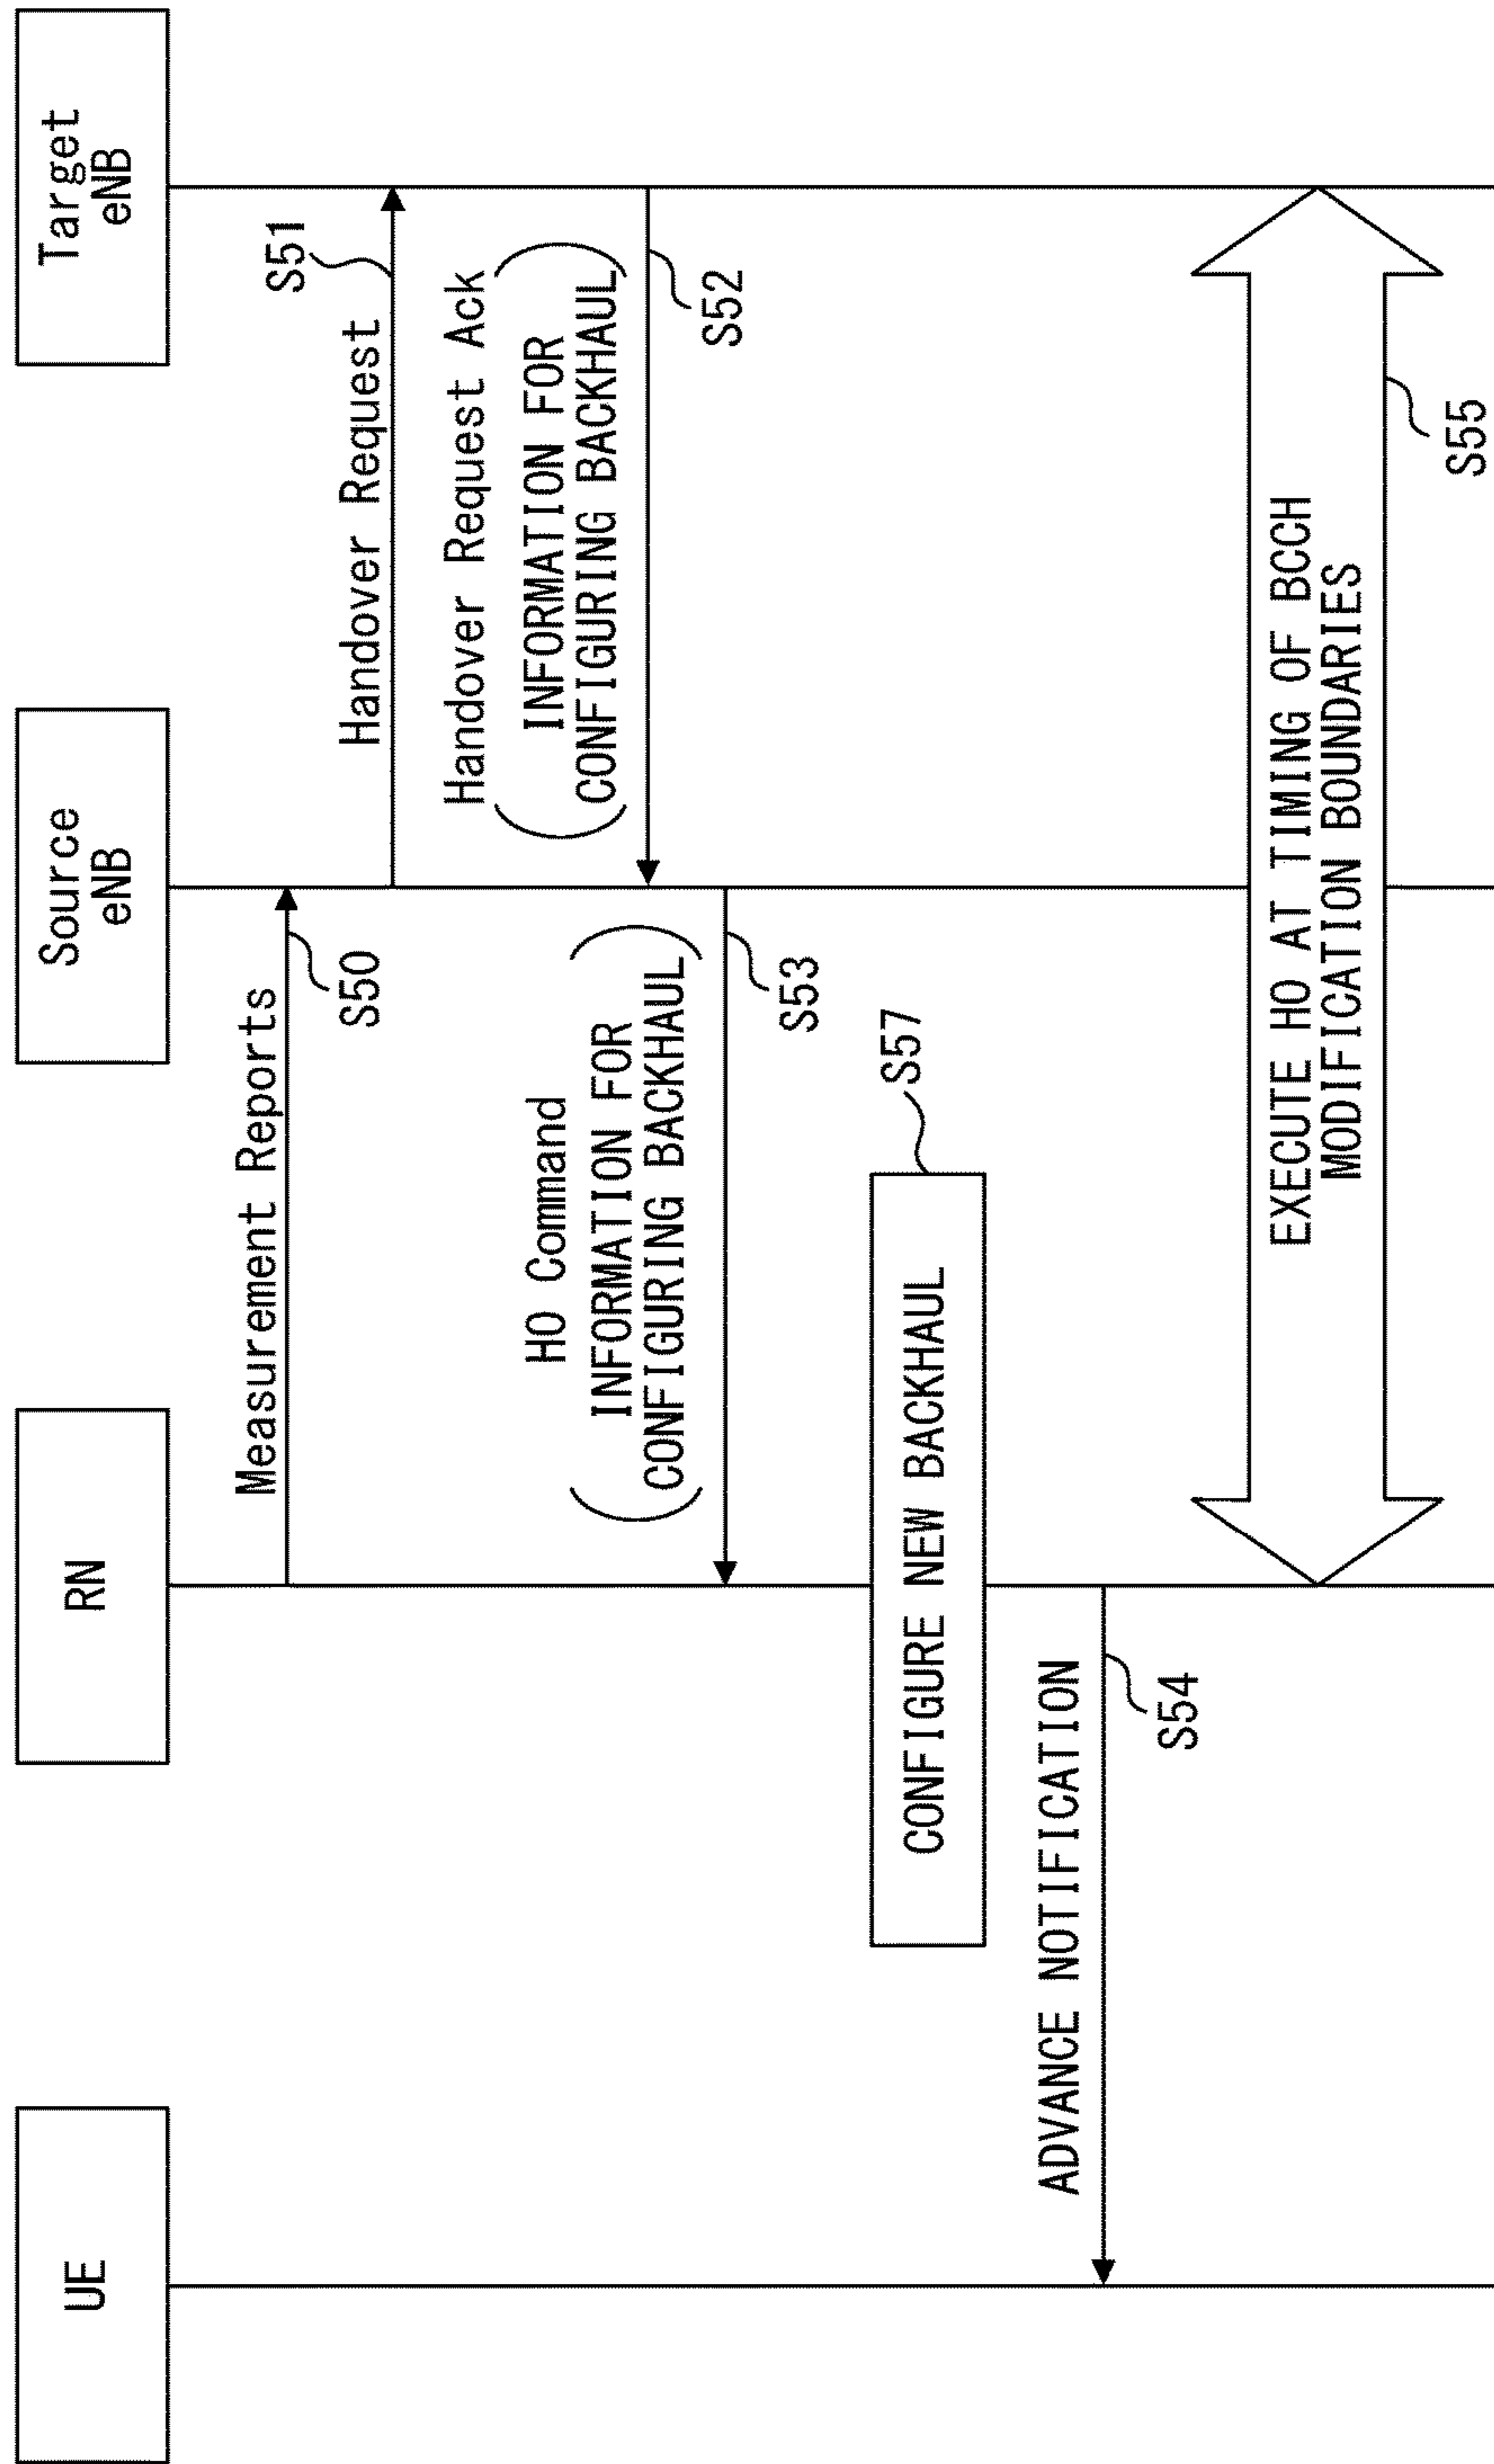 UE
RN
Source
eNB
Target
eNB
Measurement Reports
S50
Handover Request
S51
Handover Request Ack
INFORMATION FOR
CONFIGURING BACKHAUL
S52
HO Command
INFORMATION FOR
CONFIGURING BACKHAUL
S53
CONFIGURE NEW BACKHAUL
S57
ADVANCE NOTIFICATION
S54
EXECUTE HO AT TIMING OF BCCH
MODIFICATION BOUNDARIES
S55